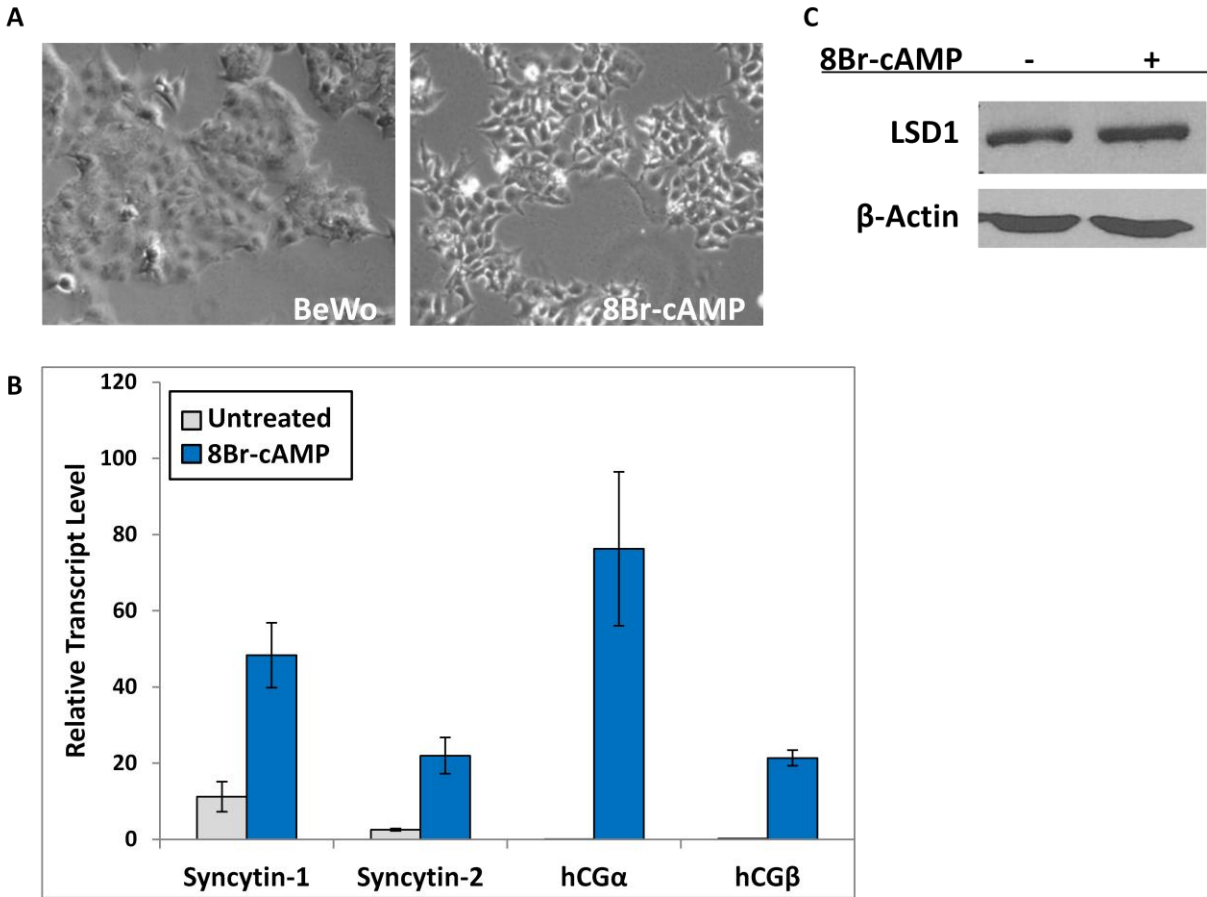 A
BeWo
8Br-cAMP
C
8Br-cAMP - +
LSD1
β-Actin
B
Untreated
8Br-cAMP
Relative Transcript Level
120
100
80
60
40
20
0
Syncytin-1 Syncytin-2 hCGα hCGβ